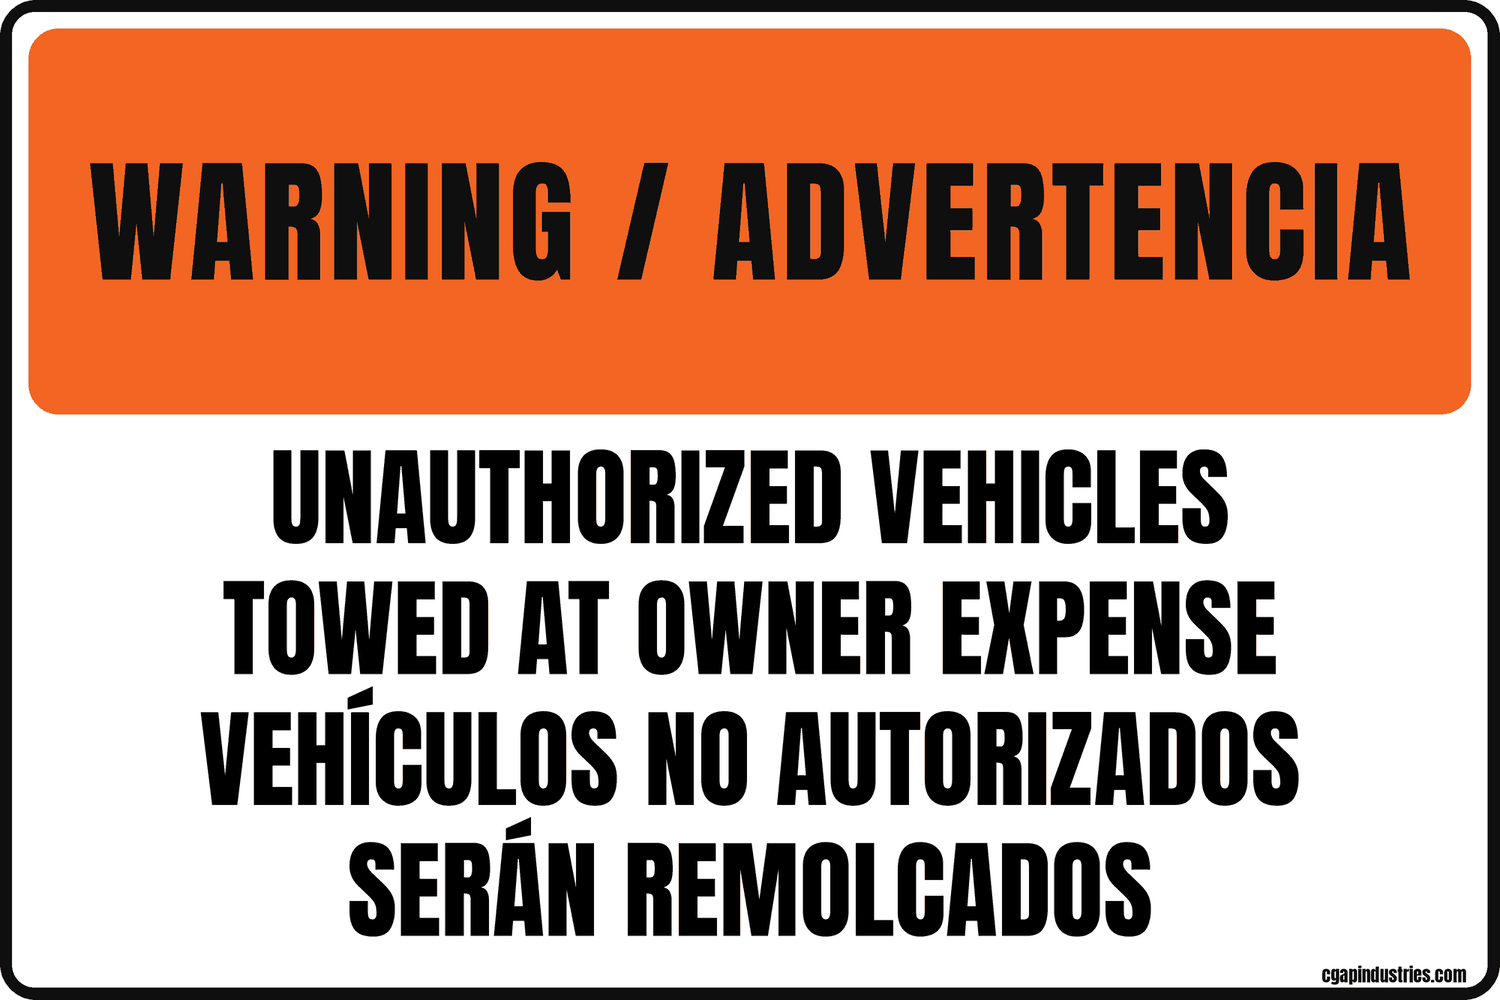 WARNING / ADVERTENCIA
UNAUTHORIZED VEHICLES
TOWED AT OWNER EXPENSE
VEHÍCULOS NO AUTORIZADOS
SERÁN REMOLCADOS
cgapindustries.com